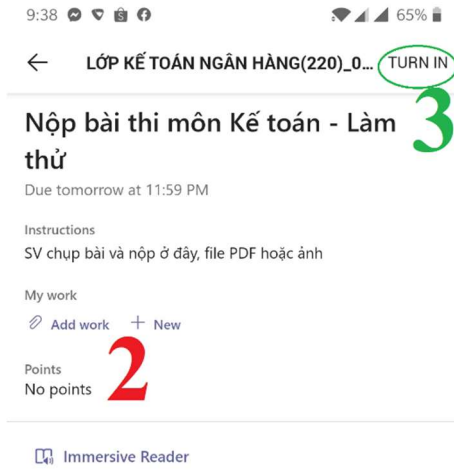 9:38
65%
LỚP KẾ TOÁN NGÂN HÀNG(220)_0...
TURN IN
3
Nộp bài thi môn Kế toán - Làm
thử
Due tomorrow at 11:59 PM
Instructions
SV chụp bài và nộp ở đây, file PDF hoặc ảnh
My work
Add work
New
2
Points
No points
Immersive Reader